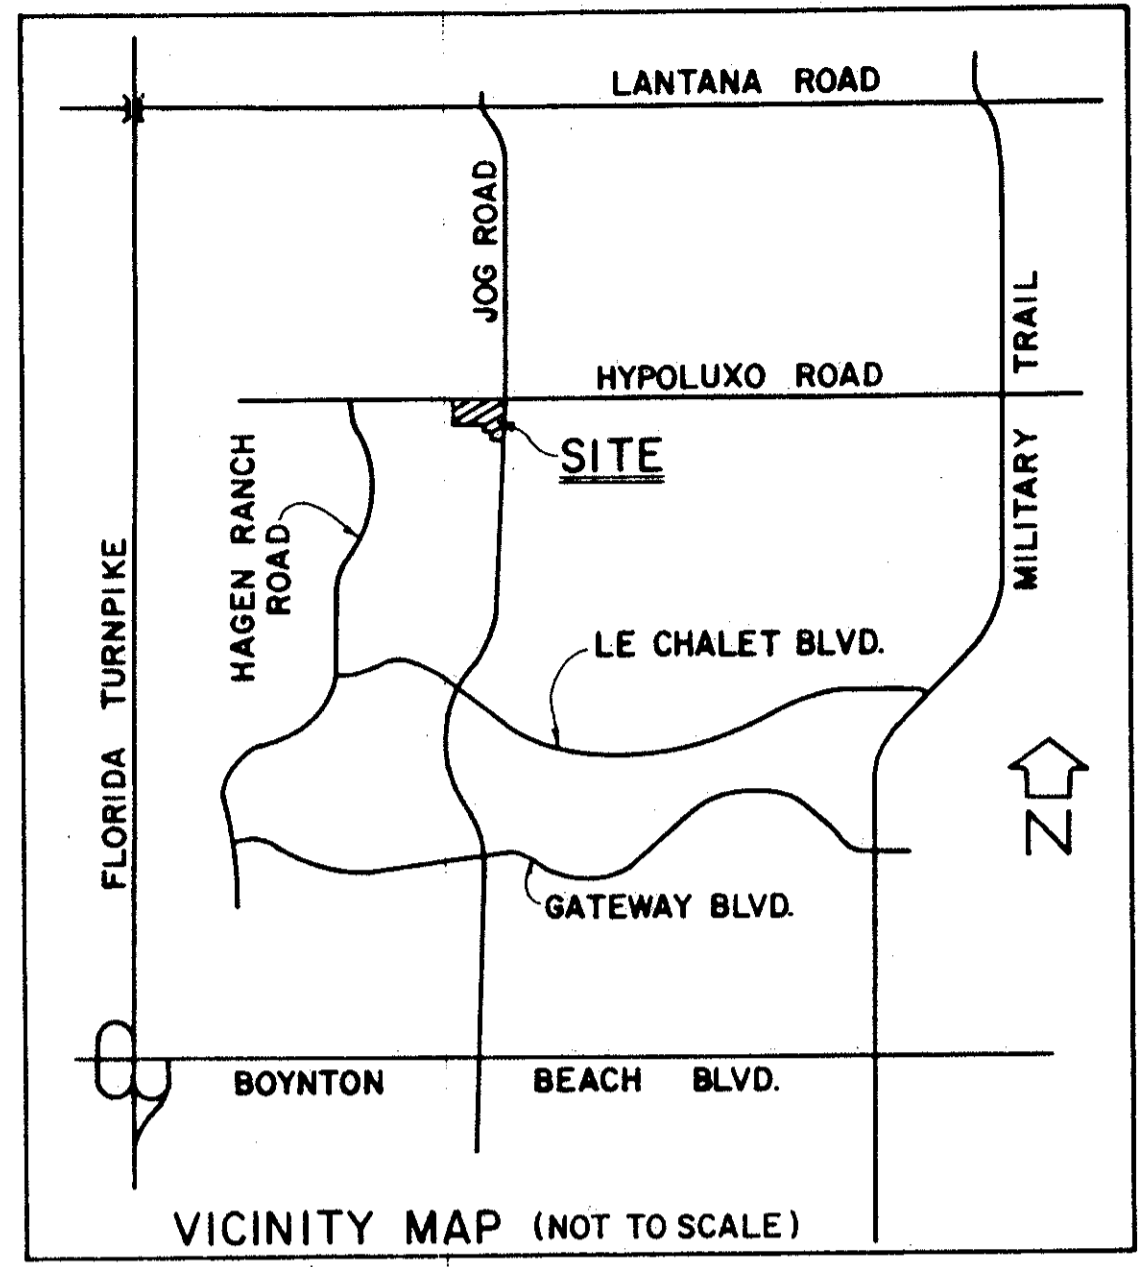 LANTANA ROAD
JOG ROAD
HYPOLUXO ROAD
MILITARY TRAIL
SITE
HAGEN RANCH
ROAD
FLORIDA TURNPIKE
LE CHALET BLVD.
N
GATEWAY BLVD.
BOYNTON BEACH BLVD.
VICINITY MAP (NOT TO SCALE)